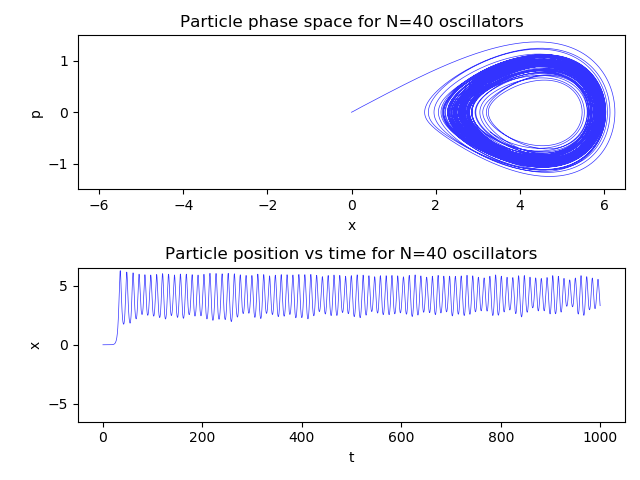 Particle phase space for N=40 oscillators
1
0
−1
p
−6 −4 −2 0 2 4 6
x
Particle position vs time for N=40 oscillators
5
0
−5
x
0 200 400 600 800 1000
t